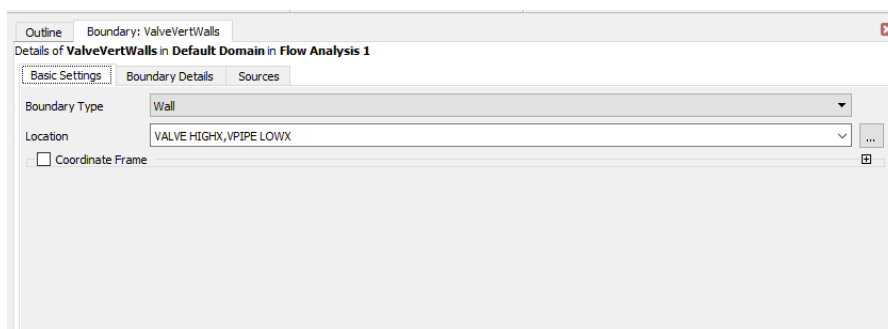 Outline Boundary: ValveVertWalls
Details of ValveVertWalls in Default Domain in Flow Analysis 1
Basic Settings Boundary Details Sources
Boundary Type Wall
Location VALVE HIGHX,VPIPE LOWX ...
Coordinate Frame